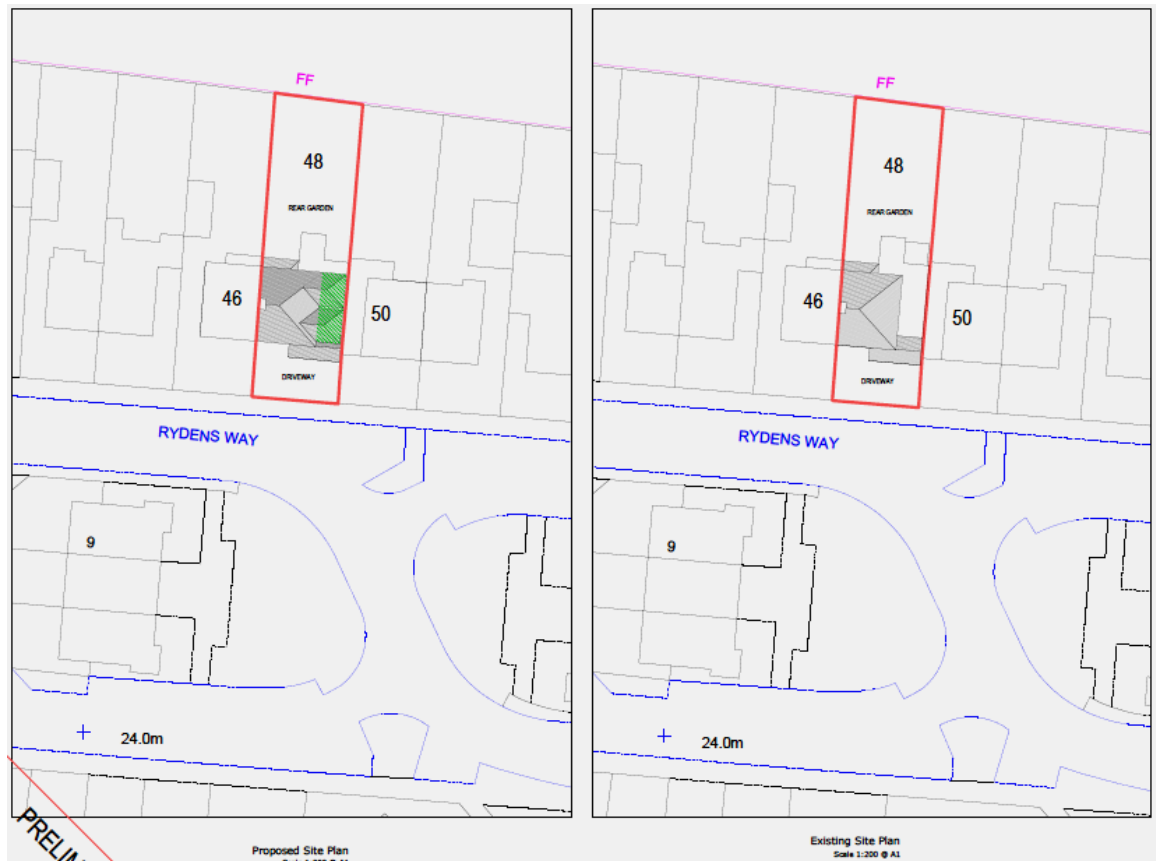 FF
48
REAR GARDEN
46
50
DRIVEWAY
RYDENS WAY
9
24.0m
Proposed Site Plan
FF
48
REAR GARDEN
46
50
DRIVEWAY
RYDENS WAY
9
24.0m
Existing Site Plan
Scale 1:200 @ A1